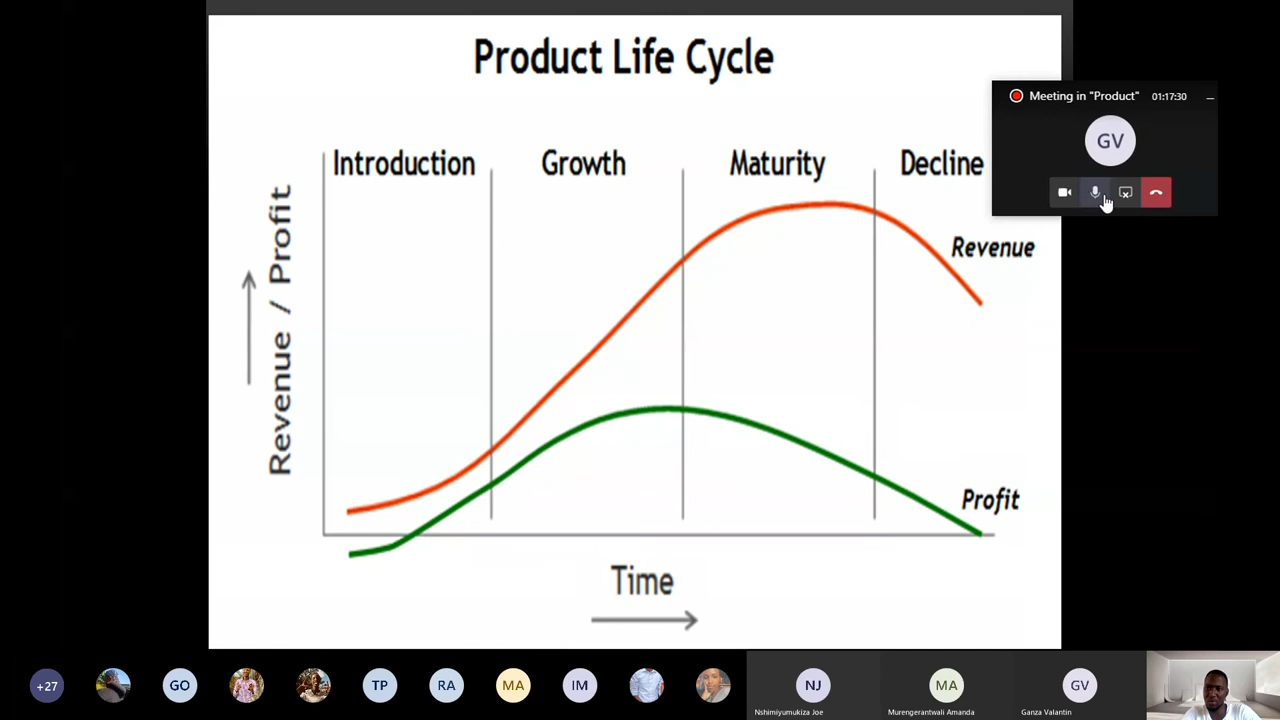 Product Life Cycle
Meeting in "Product" 01:17:30
GV
Introduction Growth Maturity Decline
Revenue / Profit
Revenue
Profit
Time
+27 GO TP RA MA IM NJ MA GV
Nshimiyumukiza Joe Murengerantwali Amanda Ganza Valantin